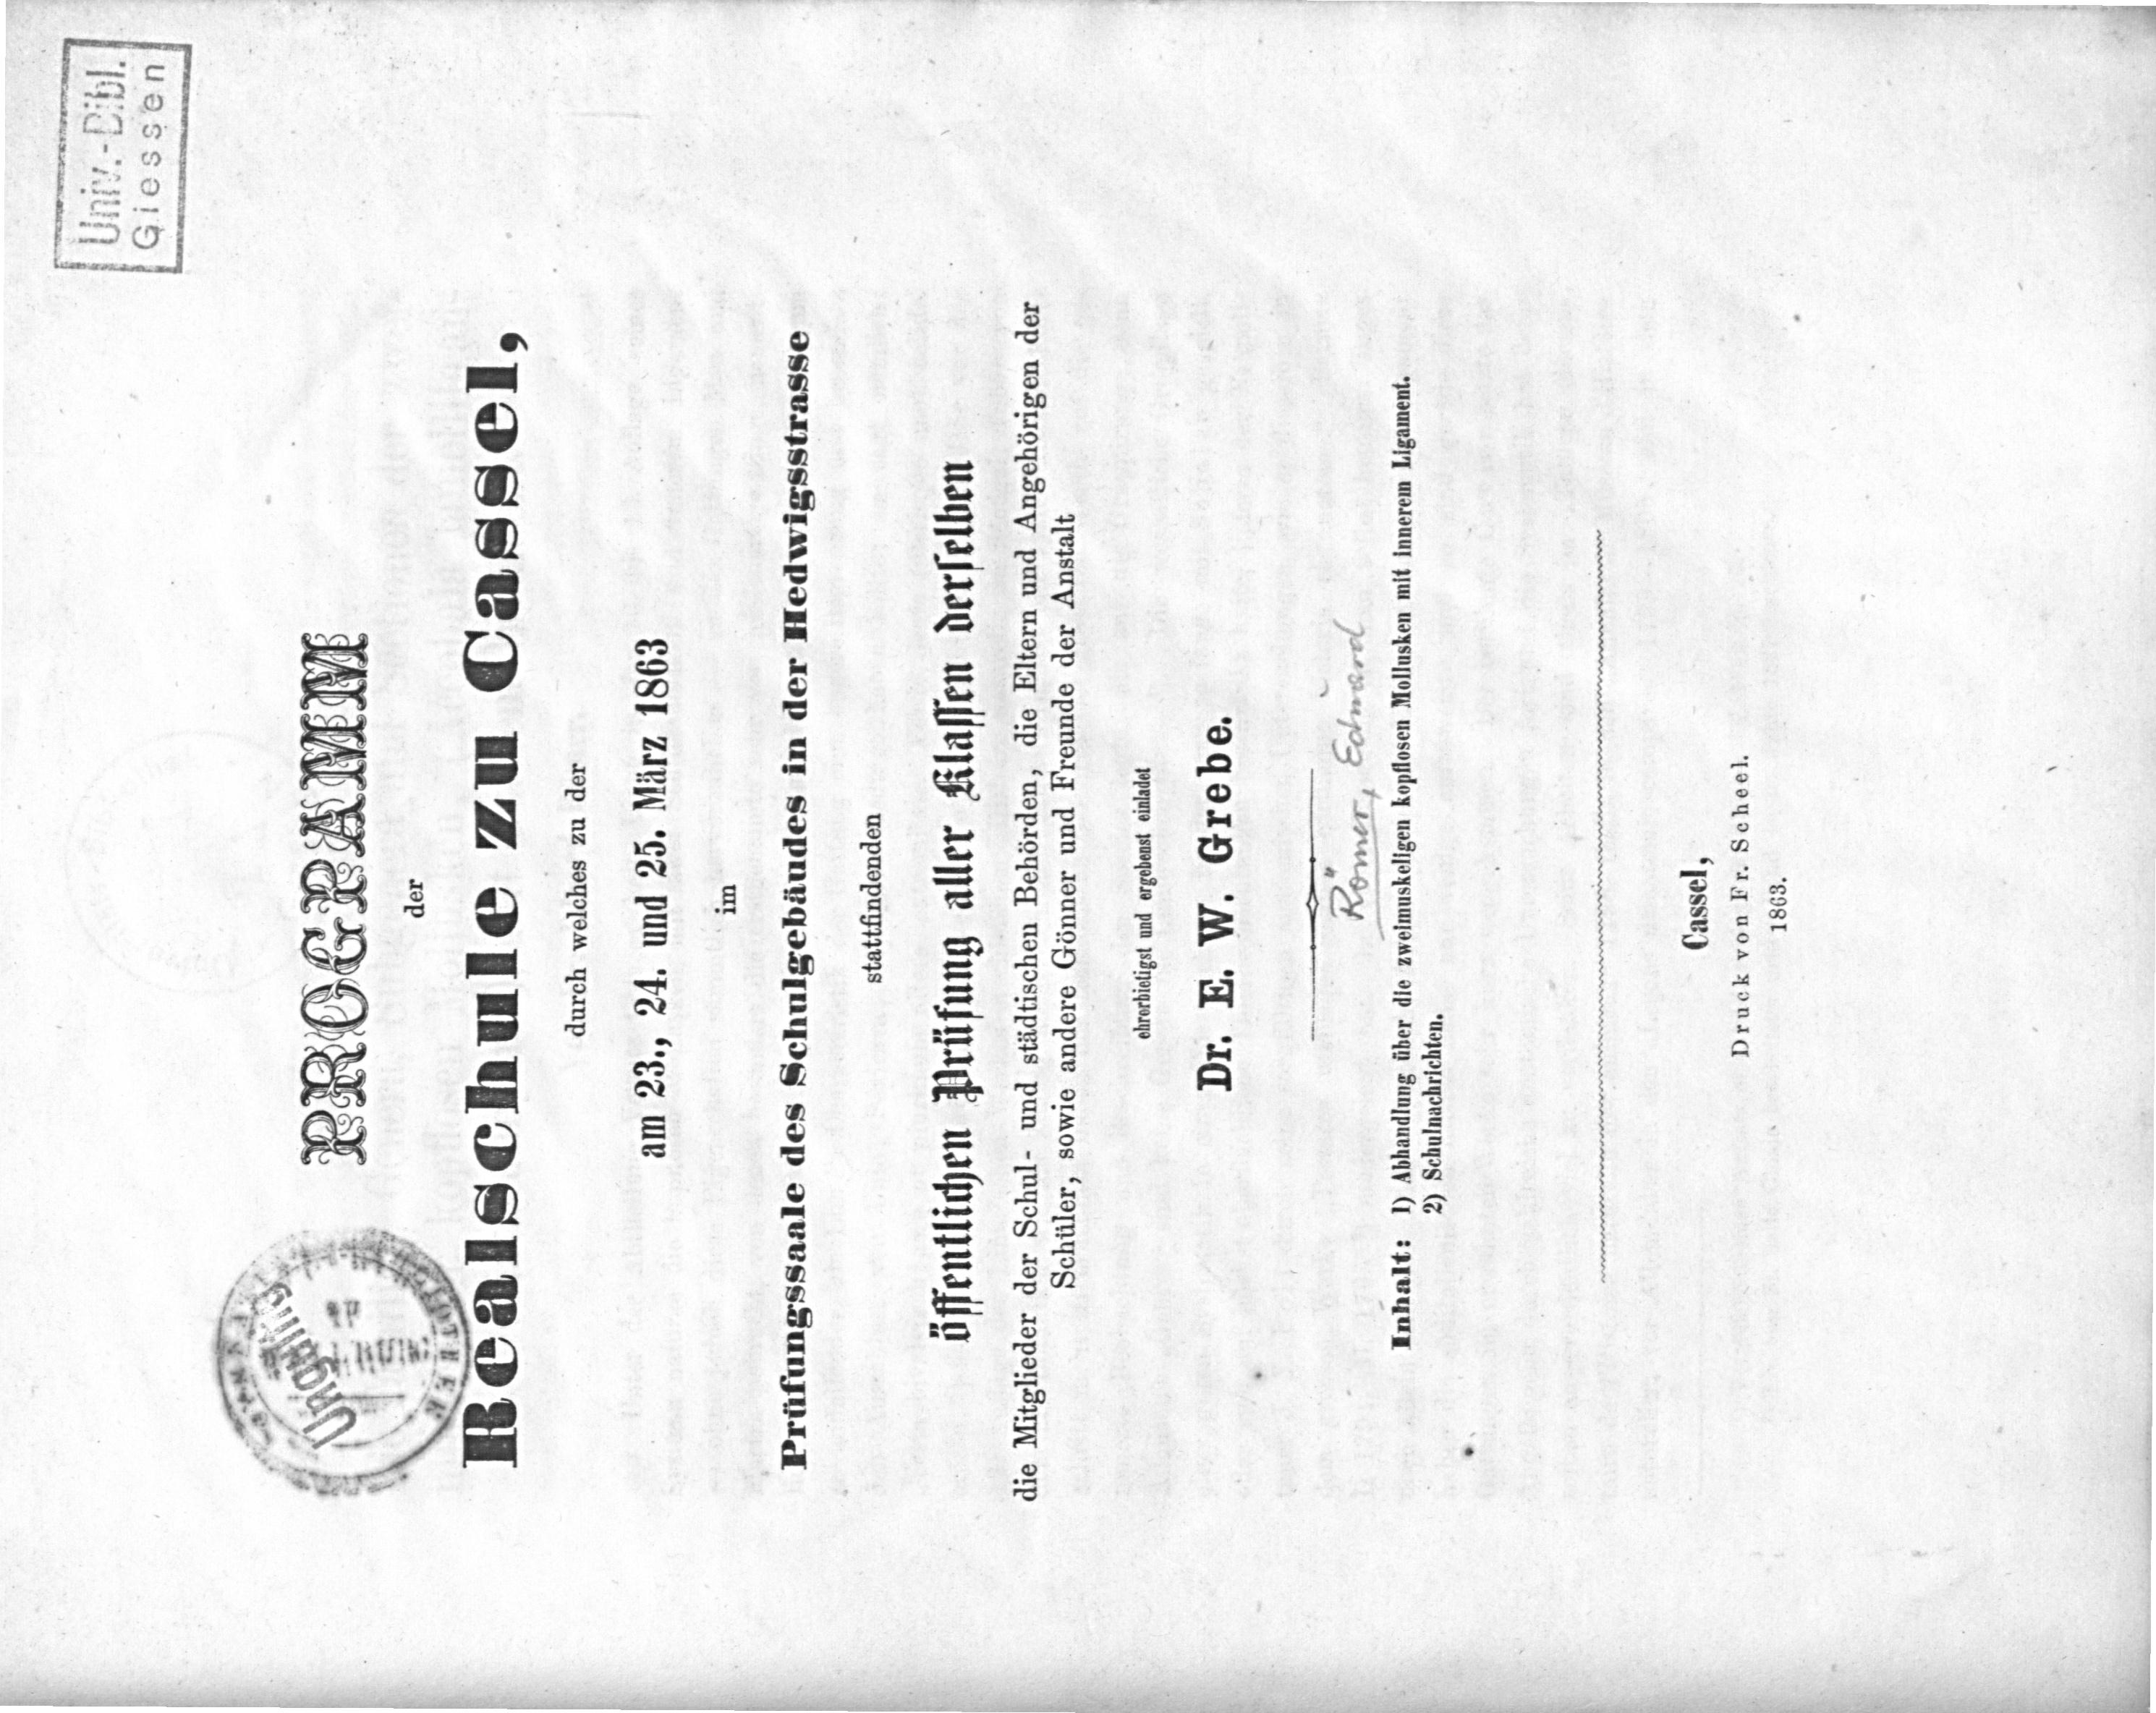 Univ.-Bibl.
Giessen
Ungültig
PROGRAMM
der
Realschule zu Cassel,
durch welches zu der
am 23., 24. und 25. März 1863
im
Prüfungssaale des Schulgebäudes in der Hedwigsstrasse
stattfindenden
öffentlichen Prüfung aller Klassen derselben
die Mitglieder der Schul- und städtischen Behörden, die Eltern und Angehörigen der
Schüler, sowie andere Gönner und Freunde der Anstalt
ehrerbietigst und ergebenst einladet
Dr. E. W. Grebe.
Römer, Eduard
Inhalt: 1) Abhandlung über die zweimuskeligen kopflosen Mollusken mit innerem Ligament.
2) Schulnachrichten.
Cassel,
Druck von Fr. Scheel.
1863.